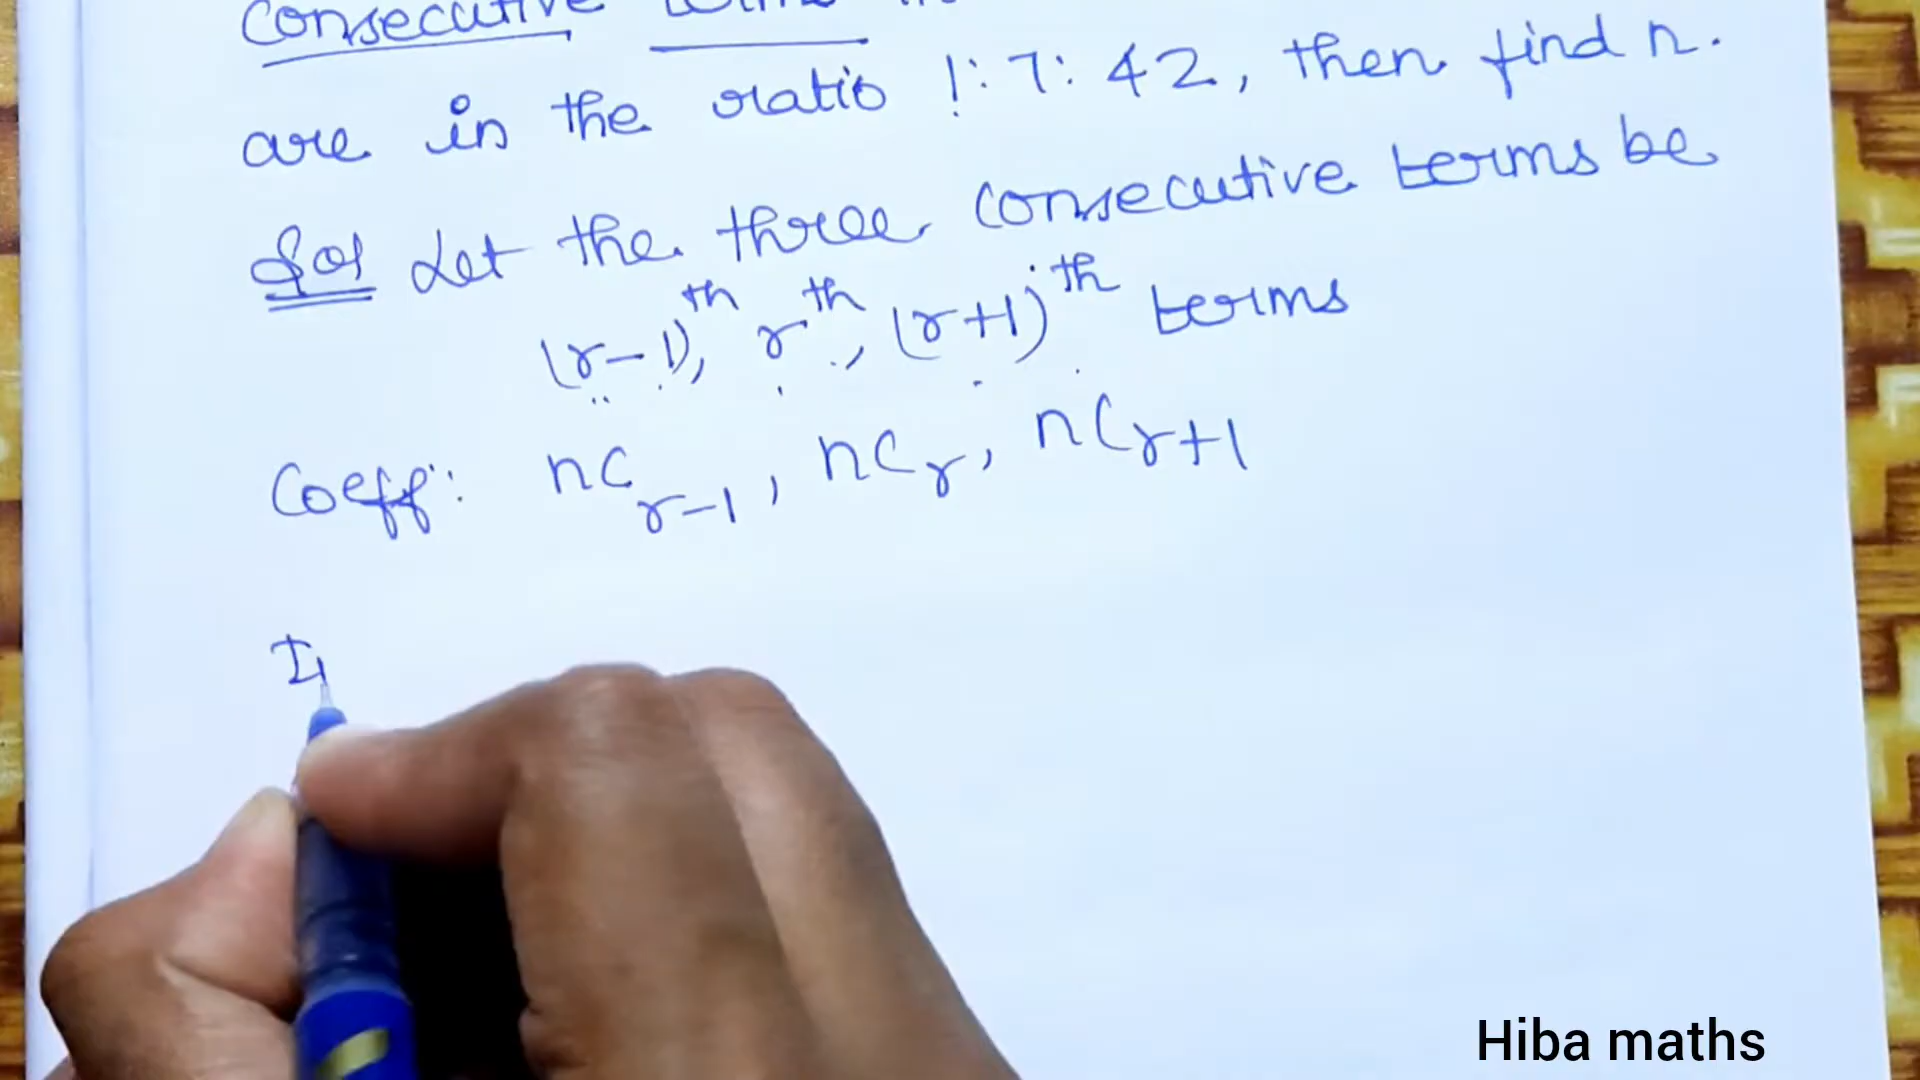 Consecutive
are in the ratio 1:7:42, then find n.
Sol Let the three consecutive terms be
(r-1)th, rth, (r+1)th terms
Coeff: nCr-1, nCr, nCr+1
Hiba maths